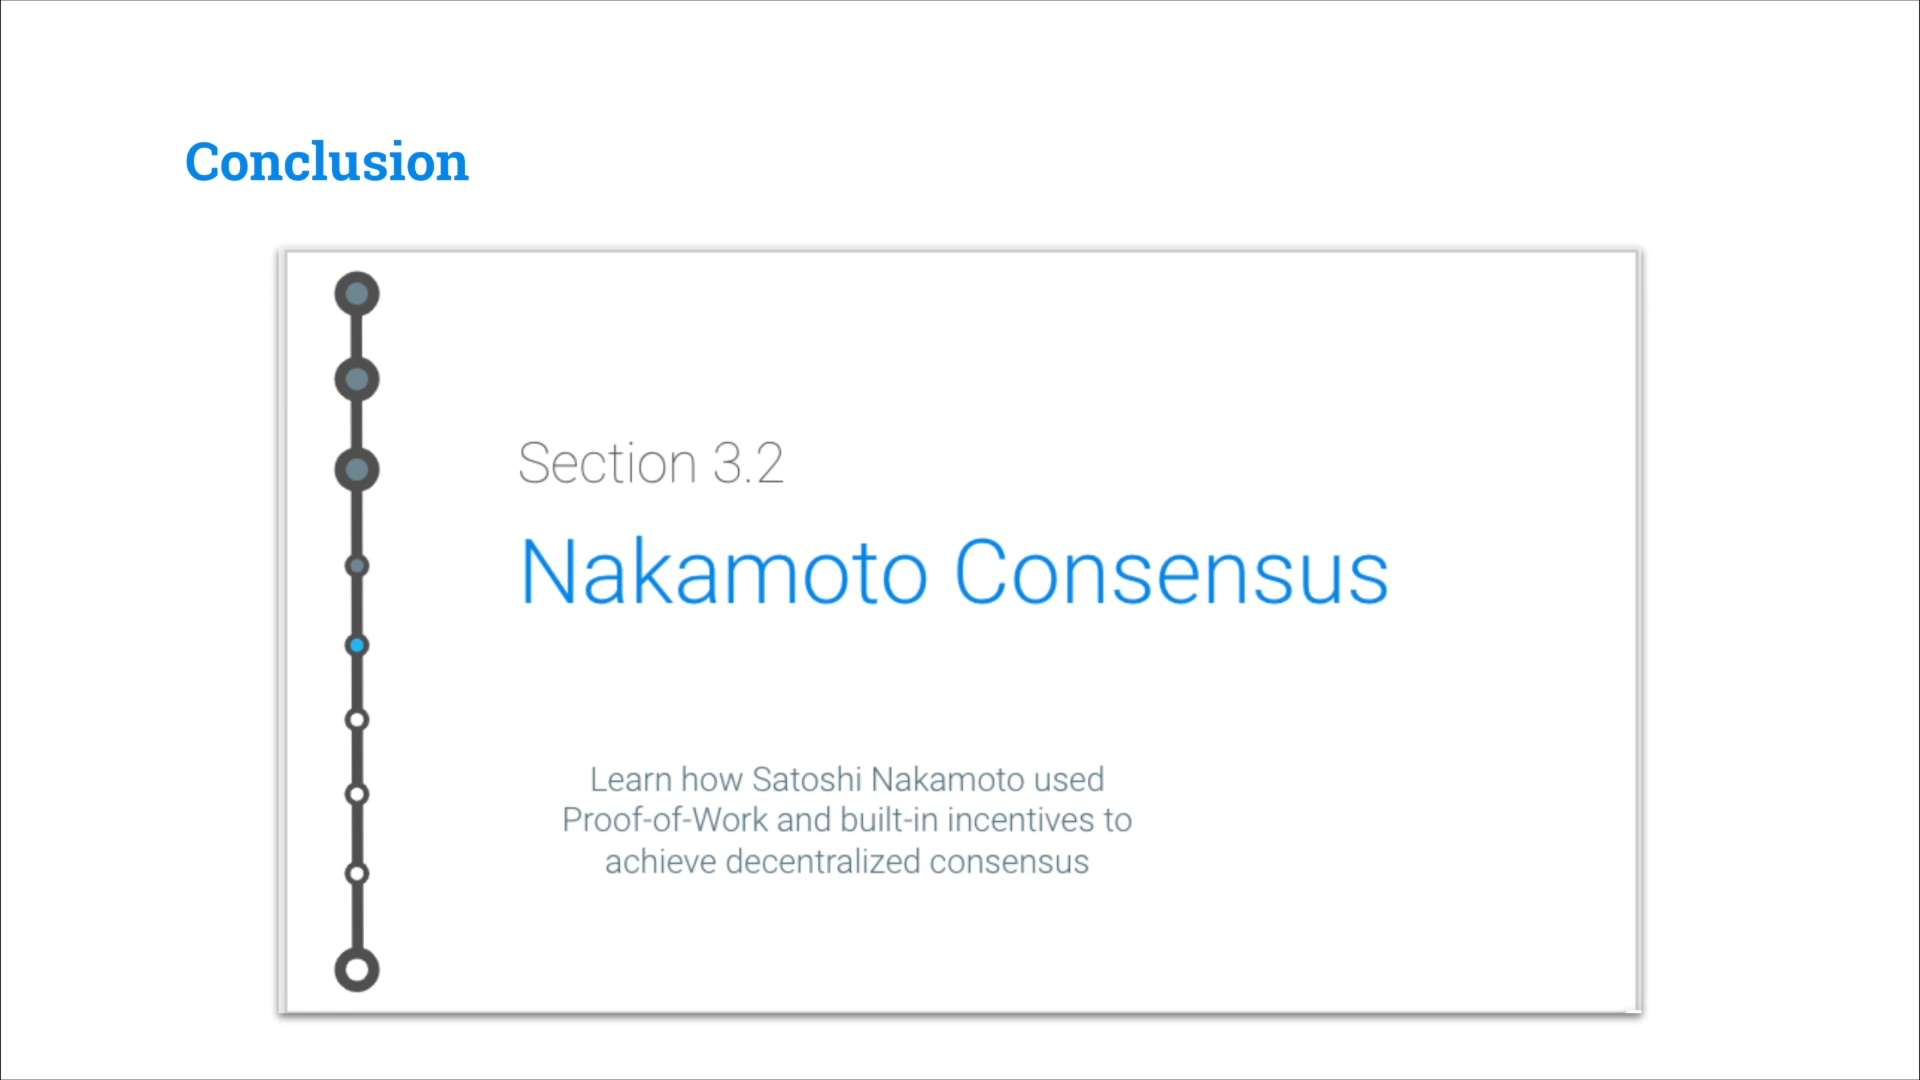 Conclusion
Section 3.2
Nakamoto Consensus
Learn how Satoshi Nakamoto used
Proof-of-Work and built-in incentives to
achieve decentralized consensus